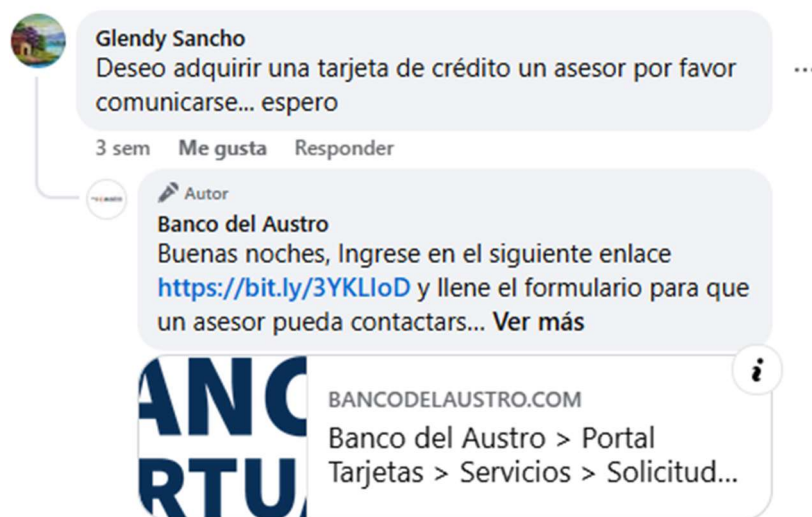 Glendy Sancho
Deseo adquirir una tarjeta de crédito un asesor por favor
comunicarse... espero
3 sem Me gusta Responder
Autor
Banco del Austro
Buenas noches, Ingrese en el siguiente enlace
https://bit.ly/3YKLIoD y llene el formulario para que
un asesor pueda contactars... Ver más
ANC
RTU
BANCODELAUSTRO.COM
Banco del Austro > Portal
Tarjetas > Servicios > Solicitud...